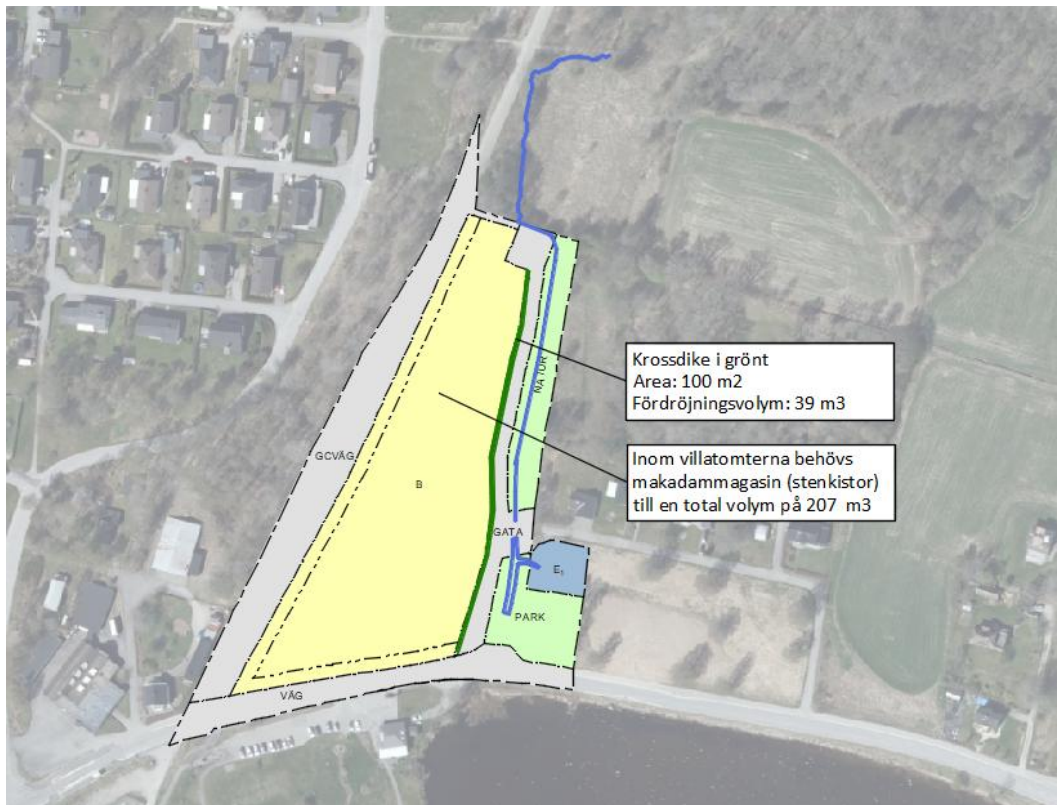 Krossdike i grönt
Area: 100 m2
Fördröjningsvolym: 39 m3
NATUR
Inom villatomterna behövs
makadammagasin (stenkistor)
till en total volym på 207 m3
GCVÄG
B
GATA
E₁
PARK
VÄG